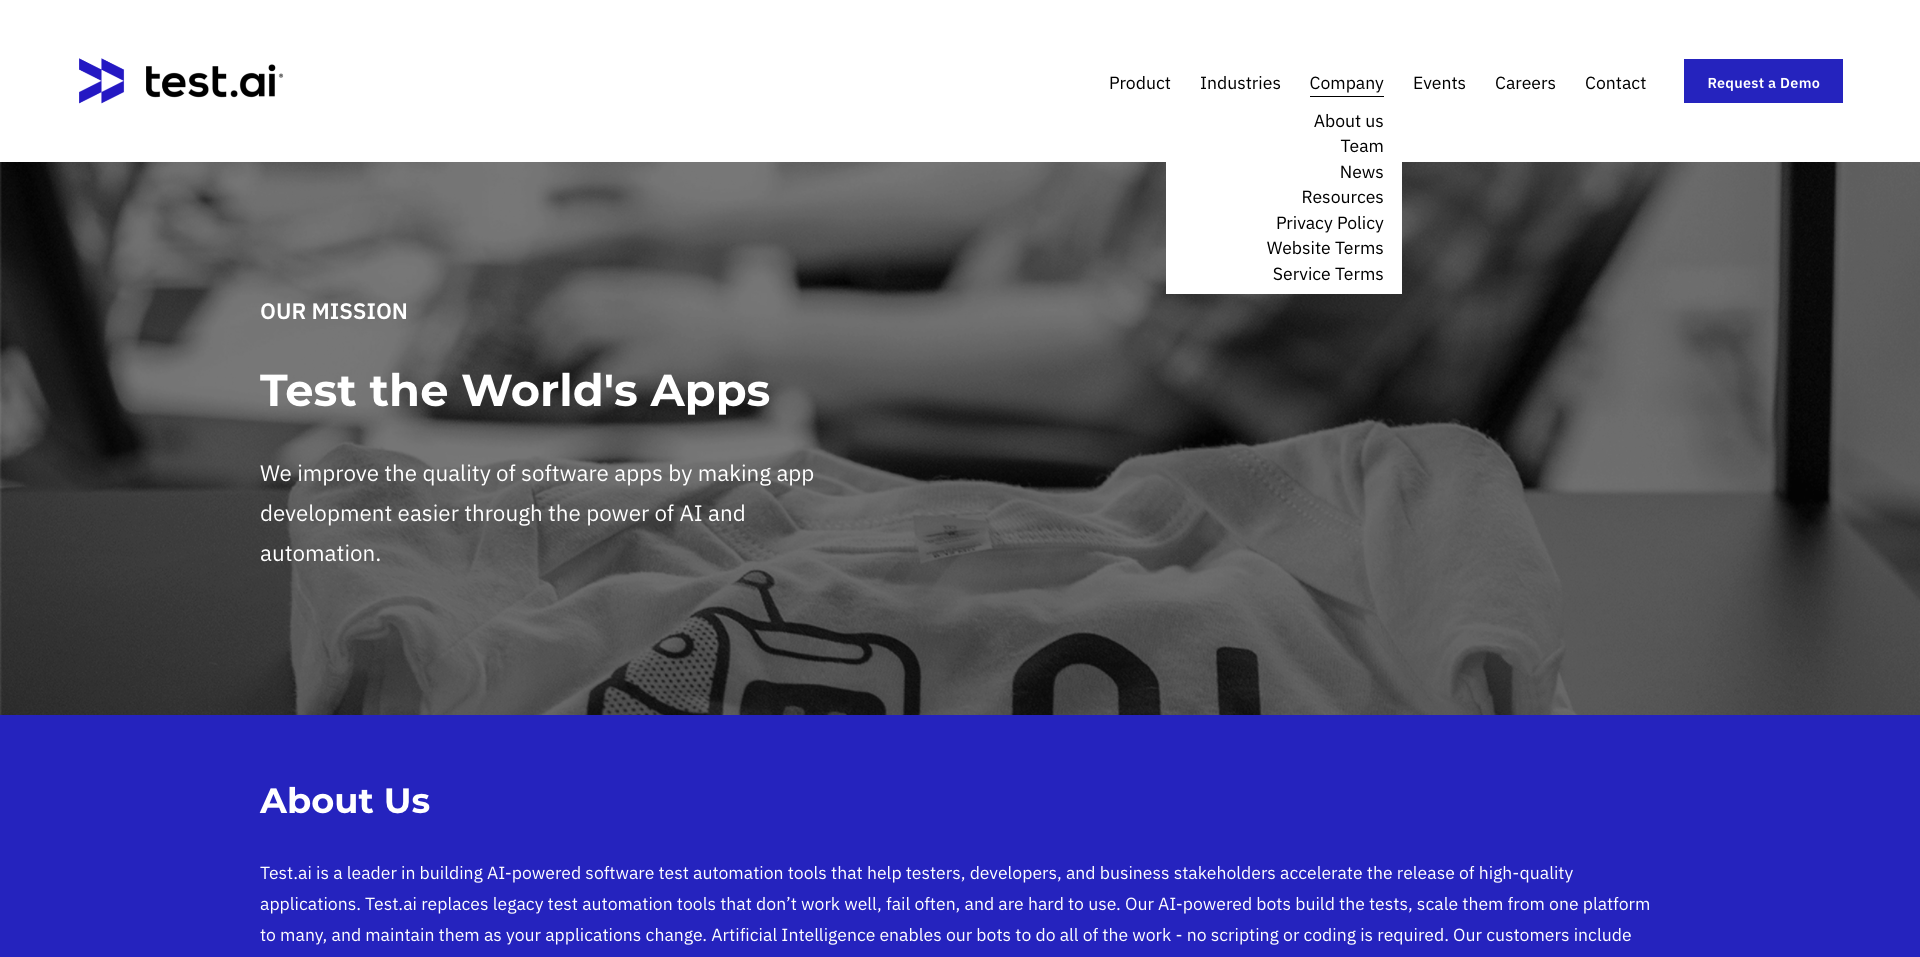 test.ai
Product Industries Company Events Careers Contact Request a Demo
About us
Team
News
Resources
Privacy Policy
Website Terms
Service Terms
OUR MISSION
Test the World's Apps
We improve the quality of software apps by making app
development easier through the power of AI and
automation.
About Us
Test.ai is a leader in building AI-powered software test automation tools that help testers, developers, and business stakeholders accelerate the release of high-quality
applications. Test.ai replaces legacy test automation tools that don’t work well, fail often, and are hard to use. Our AI-powered bots build the tests, scale them from one platform
to many, and maintain them as your applications change. Artificial Intelligence enables our bots to do all of the work - no scripting or coding is required. Our customers include